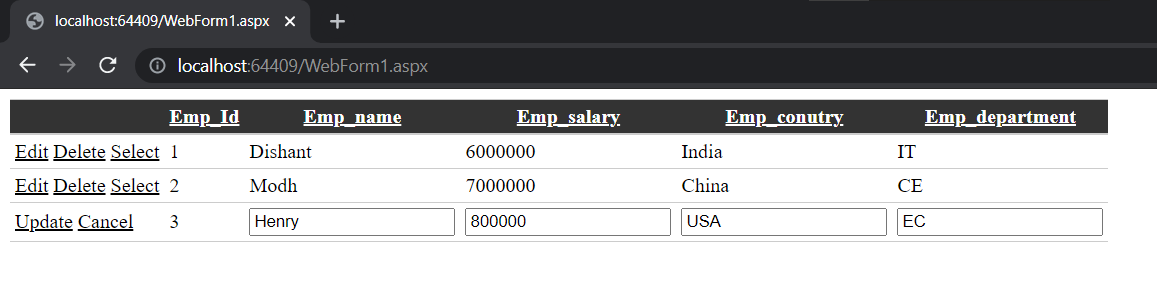 localhost:64409/WebForm1.aspx
localhost:64409/WebForm1.aspx
Emp_Id Emp_name Emp_salary Emp_conutry Emp_department
Edit Delete Select 1 Dishant 6000000 India IT
Edit Delete Select 2 Modh 7000000 China CE
Update Cancel 3 Henry 800000 USA EC